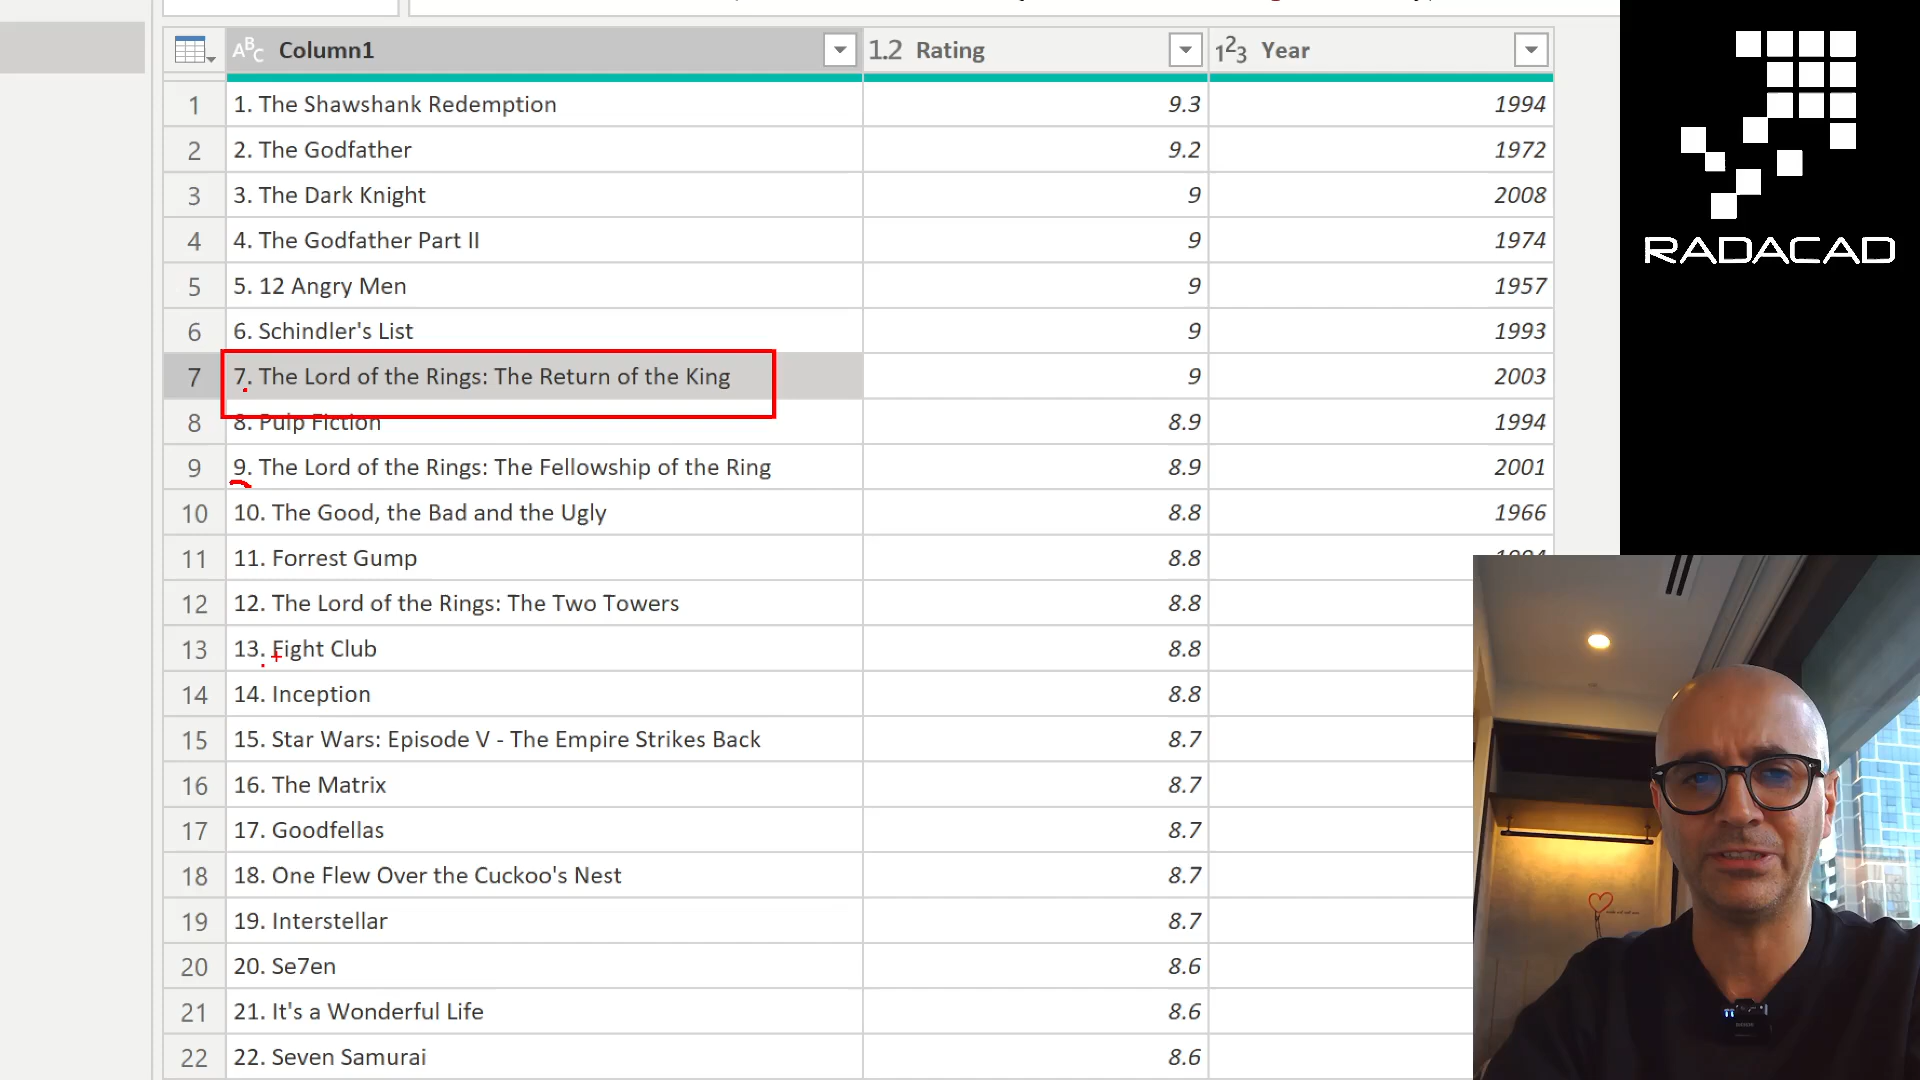 ABC Column1 1.2 Rating 123 Year
1 1. The Shawshank Redemption 9.3 1994
2 2. The Godfather 9.2 1972
3 3. The Dark Knight 9 2008
4 4. The Godfather Part II 9 1974
5 5. 12 Angry Men 9 1957
6 6. Schindler's List 9 1993
7 7. The Lord of the Rings: The Return of the King 9 2003
8 8. Pulp Fiction 8.9 1994
9 9. The Lord of the Rings: The Fellowship of the Ring 8.9 2001
10 10. The Good, the Bad and the Ugly 8.8 1966
11 11. Forrest Gump 8.8
12 12. The Lord of the Rings: The Two Towers 8.8
13 13. Fight Club 8.8
14 14. Inception 8.8
15 15. Star Wars: Episode V - The Empire Strikes Back 8.7
16 16. The Matrix 8.7
17 17. Goodfellas 8.7
18 18. One Flew Over the Cuckoo's Nest 8.7
19 19. Interstellar 8.7
20 20. Se7en 8.6
21 21. It's a Wonderful Life 8.6
22 22. Seven Samurai 8.6
RADACAD